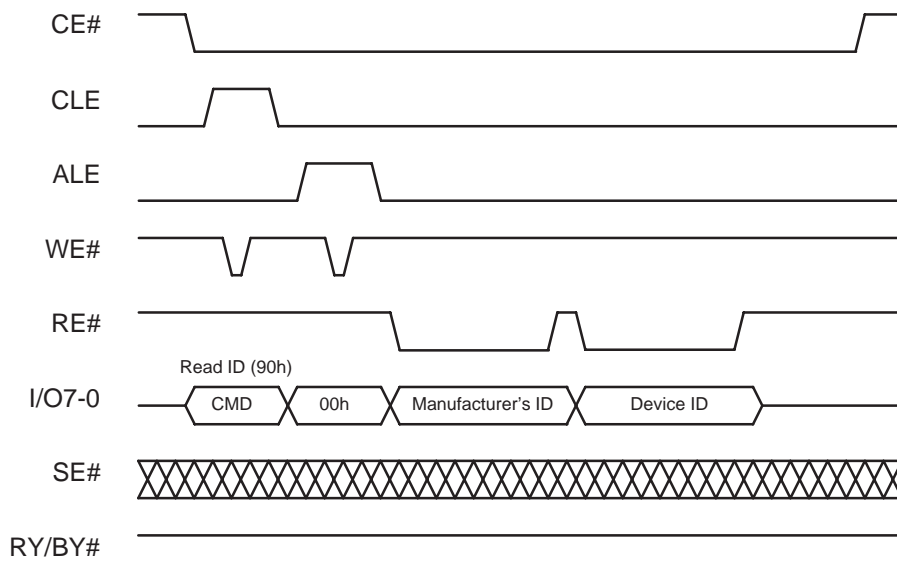 CE#
CLE
ALE
WE#
RE#
Read ID (90h)
I/O7-0
CMD
00h
Manufacturer's ID
Device ID
SE#
RY/BY#